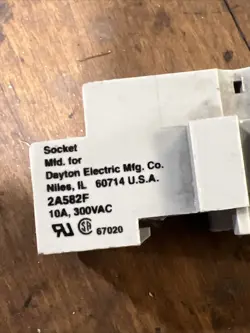 Socket
Mfd. for
Dayton Electric Mfg. Co.
Niles, IL 60714 U.S.A.
2A582F
10A, 300VAC
67020